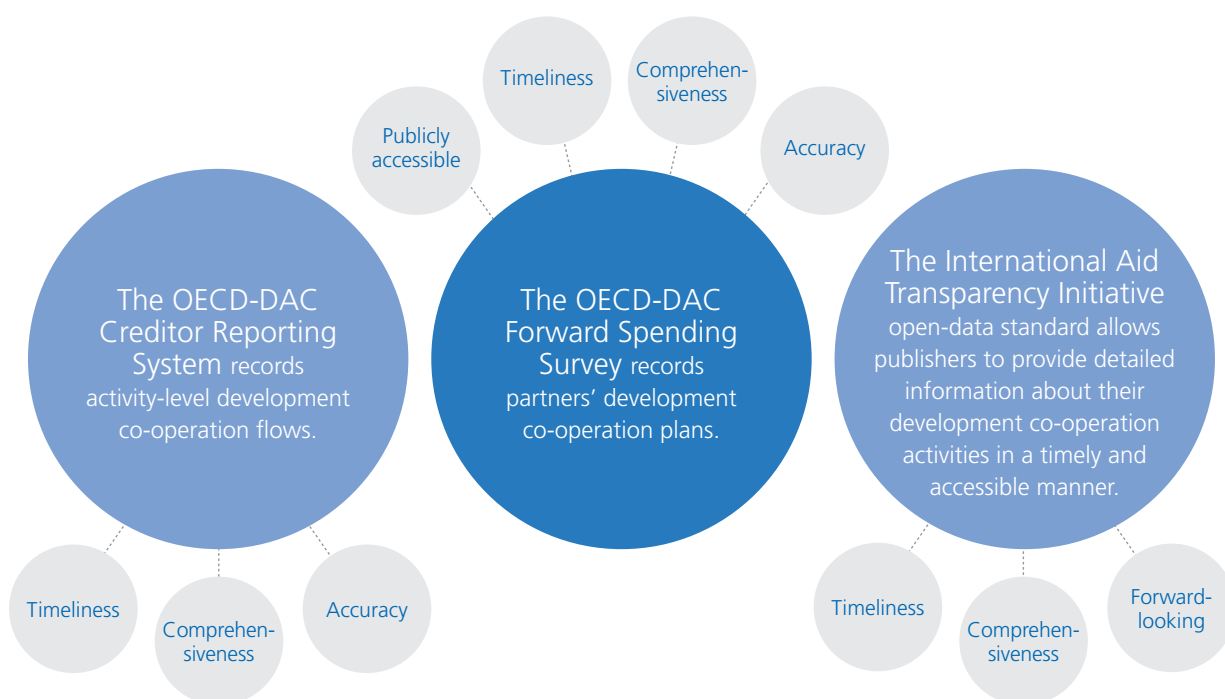 Timeliness
Comprehen-
siveness
Publicly
accessible
Accuracy
The OECD-DAC
Creditor Reporting
System records
activity-level development
co-operation flows.
The OECD-DAC
Forward Spending
Survey records
partners’ development
co-operation plans.
The International Aid
Transparency Initiative
open-data standard allows
publishers to provide detailed
information about their
development co-operation
activities in a timely and
accessible manner.
Timeliness
Comprehen-
siveness
Accuracy
Timeliness
Comprehen-
siveness
Forward-
looking